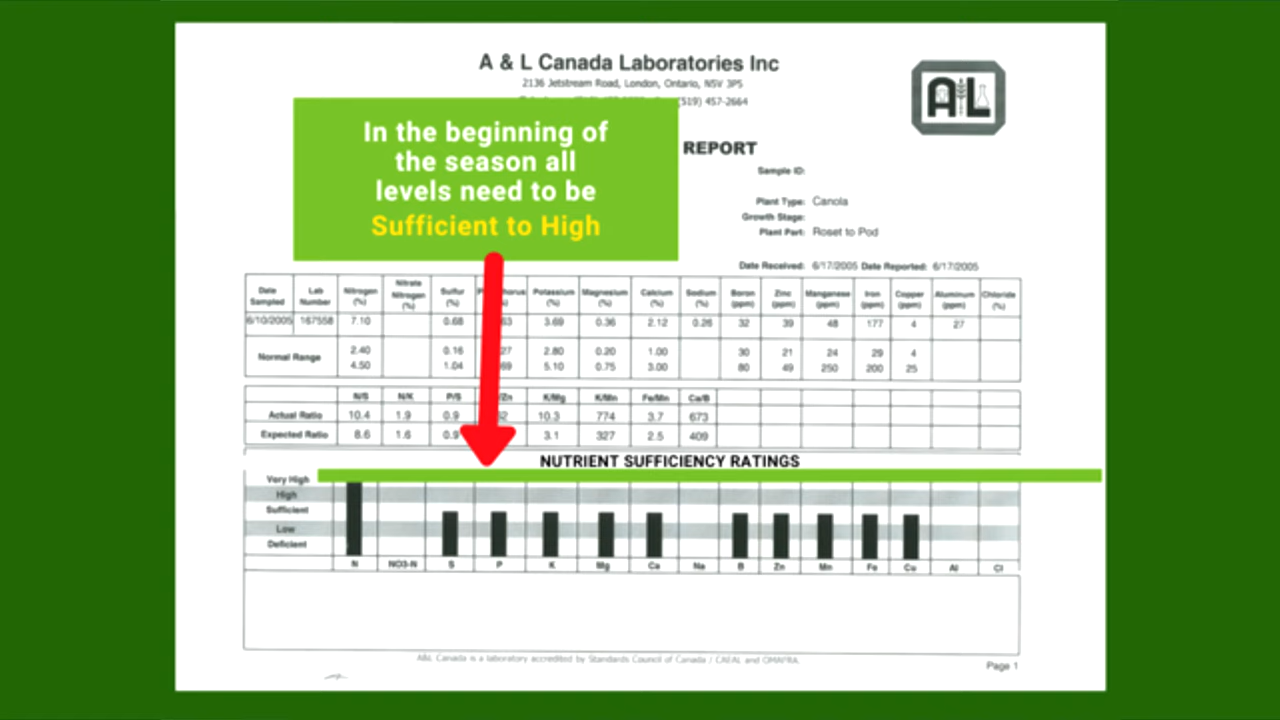 A & L Canada Laboratories Inc
2136 Jetstream Road, London, Ontario, N5V 3P5
(519) 457-2664
A&L
In the beginning of
the season all
levels need to be
Sufficient to High
REPORT
Sample ID:
Plant Type: Canola
Growth Stage:
Plant Part: Roset to Pod
Date Received: 6/17/2005 Date Reported: 6/17/2005
Date Sampled Lab Number Nitrogen (%) Nitrate Nitrogen (%) Sulfur (%) (%) Potassium (%) Magnesium (%) Calcium (%) Sodium (%) Boron (ppm) Zinc (ppm) Manganese (ppm) Iron (ppm) Copper (ppm) Aluminum (ppm) Chloride (%)
6/10/2005 167558 7.10 0.68 63 3.69 0.36 2.12 0.26 32 39 48 177 4 27
Normal Range
2.40 0.16 27 2.80 0.20 1.00 30 21 24 29 4
4.50 1.04 69 5.10 0.75 3.00 80 49 250 200 25
N/S N/K P/S /Zn K/Mg K/Mn Fe/Mn Ca/B
Actual Ratio 10.4 1.9 0.9 10.3 774 3.7 673
Expected Ratio 8.6 1.6 0.9 3.1 327 2.5 409
NUTRIENT SUFFICIENCY RATINGS
Very High
High
Sufficient
Low
Deficient
N NO3-N S P K Mg Ca Na B Zn Mn Fe Cu Al Cl
A&L Canada is a laboratory accredited by Standards Council of Canada / CAEAL and OMAFRA.
Page 1